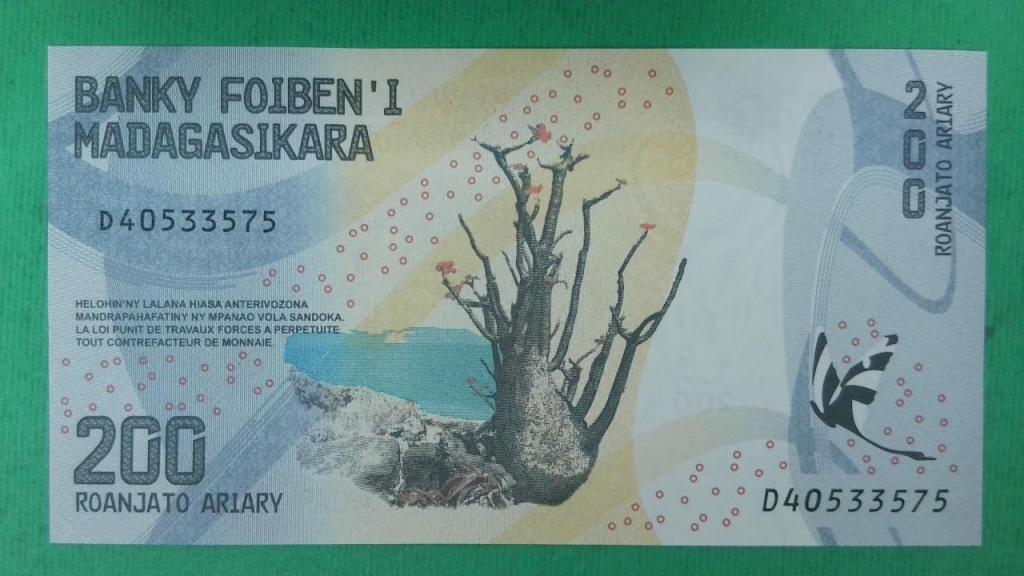 BANKY FOIBEN'I
MADAGASIKARA
D40533575
HELOHIN'NY LALANA HIASA ANTERIVOZONA
MANDRAPAHAFATINY NY MPANAO VOLA SANDOKA.
LA LOI PUNIT DE TRAVAUX FORCES A PERPETUITE
TOUT CONTREFACTEUR DE MONNAIE.
200
ROANJATO ARIARY
200
ROANJATO ARIARY
D40533575